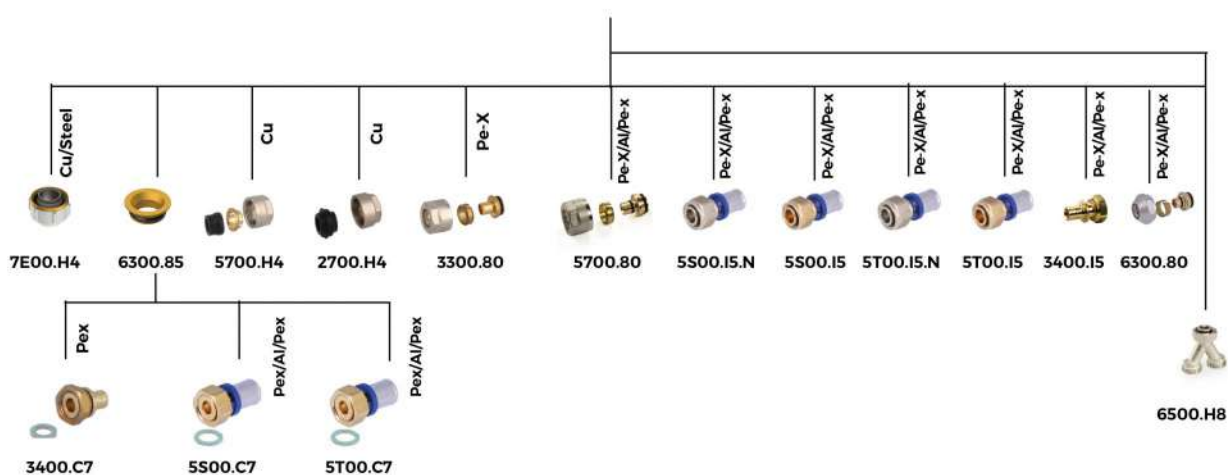 Cu/Steel
Cu
Cu
Pe-X
Pe-X/Al/Pe-x
Pe-X/Al/Pe-x
Pe-X/Al/Pe-x
Pe-X/Al/Pe-x
Pe-X/Al/Pe-x
Pe-X/Al/Pe-x
Pe-X/Al/Pe-x
7E00.H4
6300.85
5700.H4
2700.H4
3300.80
5700.80
5S00.I5.N
5S00.I5
5T00.I5.N
5T00.I5
3400.I5
6300.80
Pex
Pex/Al/Pex
Pex/Al/Pex
6500.H8
3400.C7
5S00.C7
5T00.C7